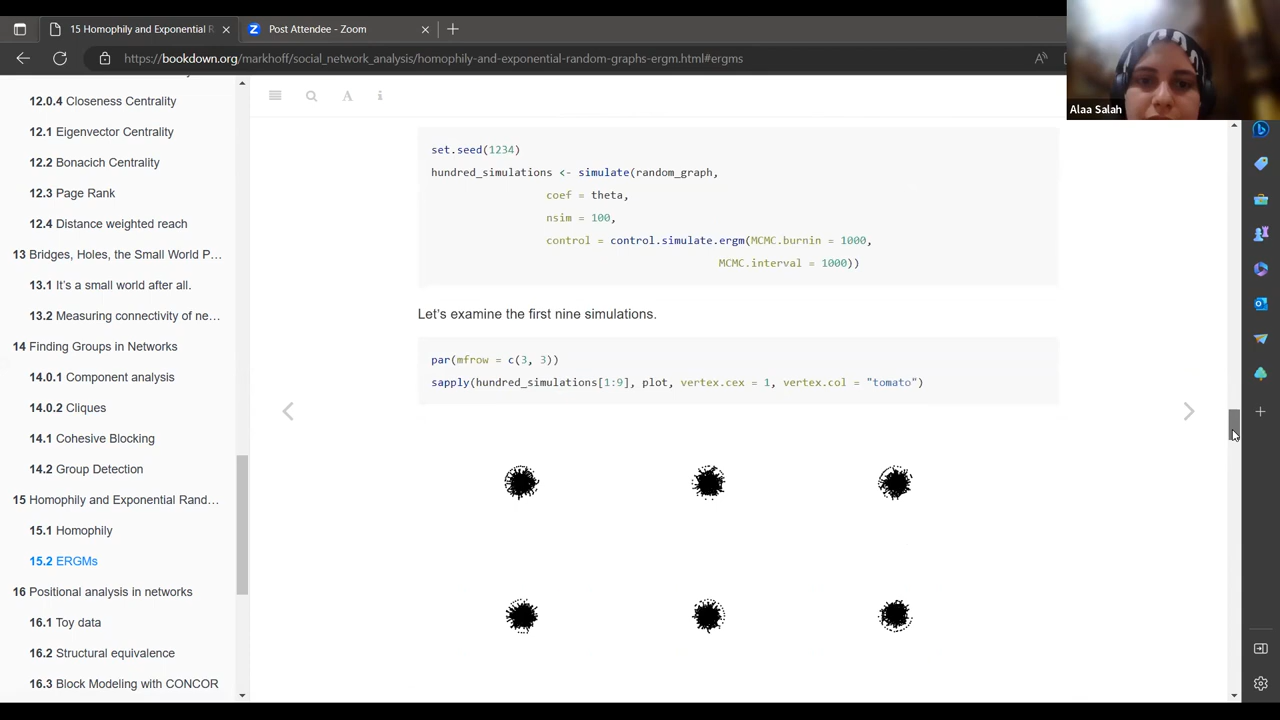 15 Homophily and Exponential R
Post Attendee - Zoom
https://bookdown.org/markhoff/social_network_analysis/homophily-and-exponential-random-graphs-ergm.html#ergms
Alaa Salah
12.0.4 Closeness Centrality
12.1 Eigenvector Centrality
12.2 Bonacich Centrality
12.3 Page Rank
12.4 Distance weighted reach
13 Bridges, Holes, the Small World P...
13.1 It's a small world after all.
13.2 Measuring connectivity of ne...
14 Finding Groups in Networks
14.0.1 Component analysis
14.0.2 Cliques
14.1 Cohesive Blocking
14.2 Group Detection
15 Homophily and Exponential Rand...
15.1 Homophily
15.2 ERGMs
16 Positional analysis in networks
16.1 Toy data
16.2 Structural equivalence
16.3 Block Modeling with CONCOR
set.seed(1234)
hundred_simulations <- simulate(random_graph,
coef = theta,
nsim = 100,
control = control.simulate.ergm(MCMC.burnin = 1000,
MCMC.interval = 1000))
Let's examine the first nine simulations.
par(mfrow = c(3, 3))
sapply(hundred_simulations[1:9], plot, vertex.cex = 1, vertex.col = "tomato")